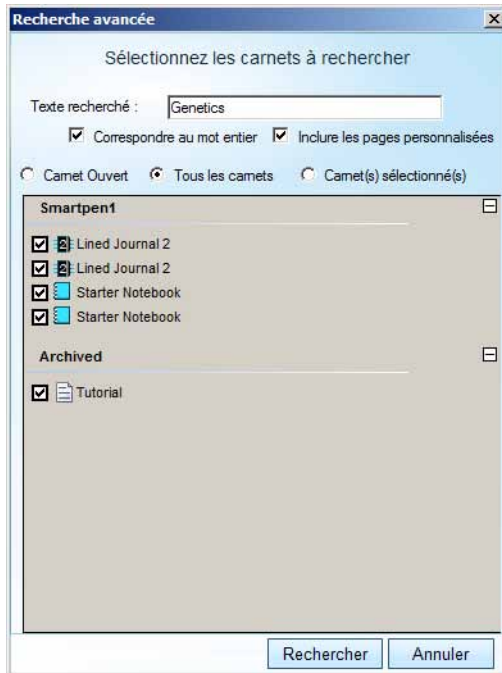 Recherche avancée
Sélectionnez les carnets à rechercher
Texte recherché : Genetics
Correspondre au mot entier Inclure les pages personnalisées
Carnet Ouvert Tous les carnets Carnet(s) sélectionné(s)
Smartpen1
2 Lined Journal 2
2 Lined Journal 2
Starter Notebook
Starter Notebook
Archived
Tutorial
Rechercher Annuler